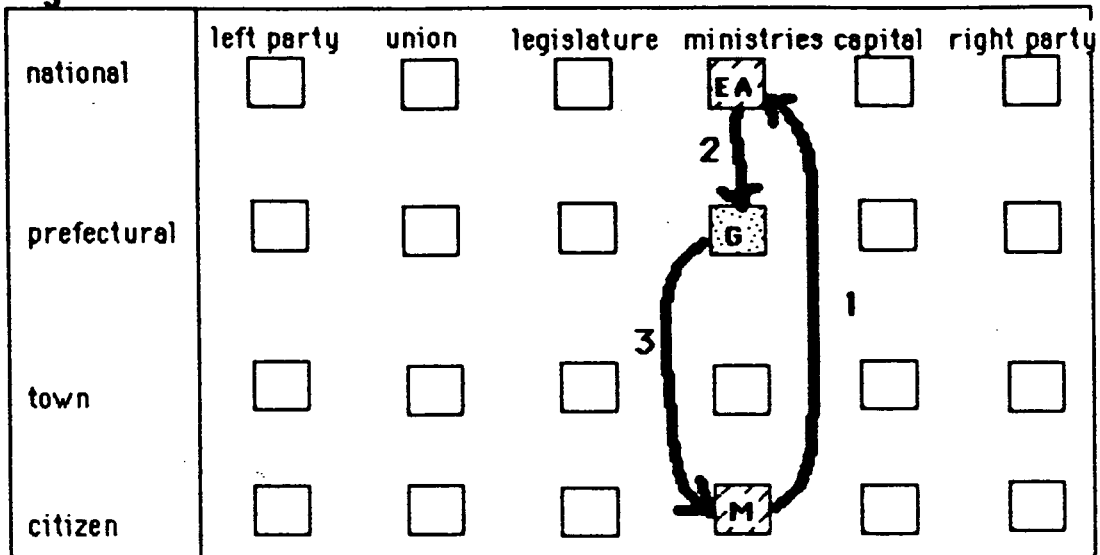 left party union legislature ministries capital right party
national
EA
2
prefectural
G
1
3
town
M
citizen